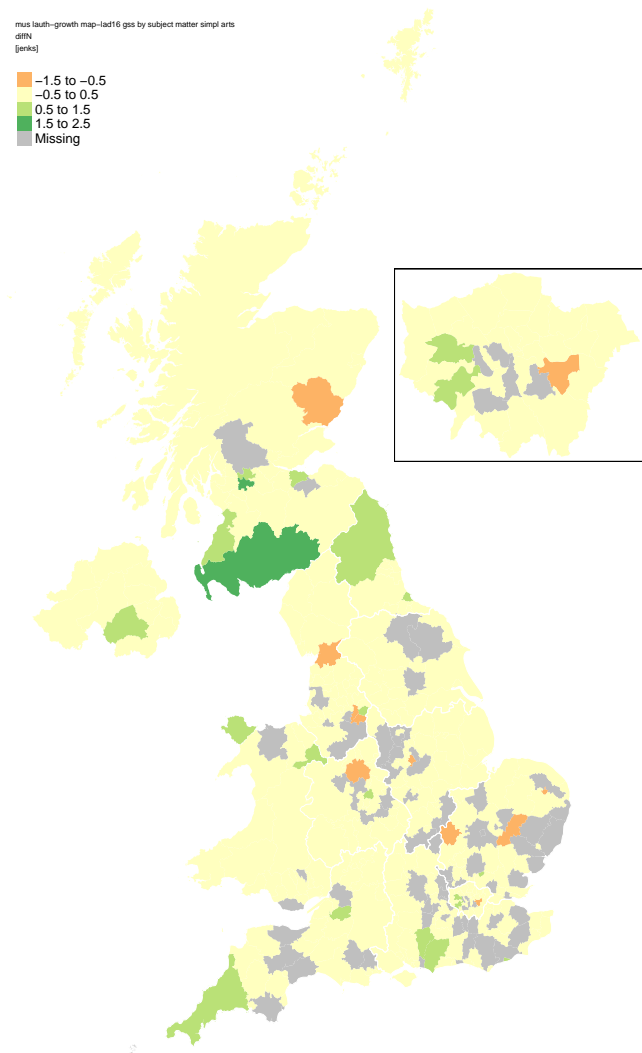 mus lauth−growth map−lad16 gss by subject matter simpl arts
diffN
[jenks]
−1.5 to −0.5
−0.5 to 0.5
0.5 to 1.5
1.5 to 2.5
Missing